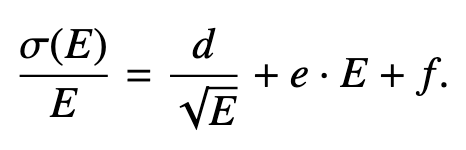 σ(E)/E = d/√E + e · E + f.